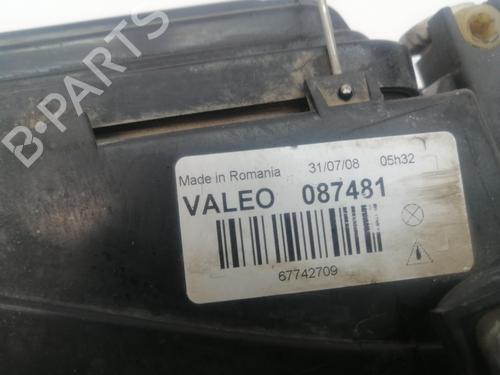 B-PARTS
Made in Romania 31/07/08 05h32
VALEO 087481
67742709